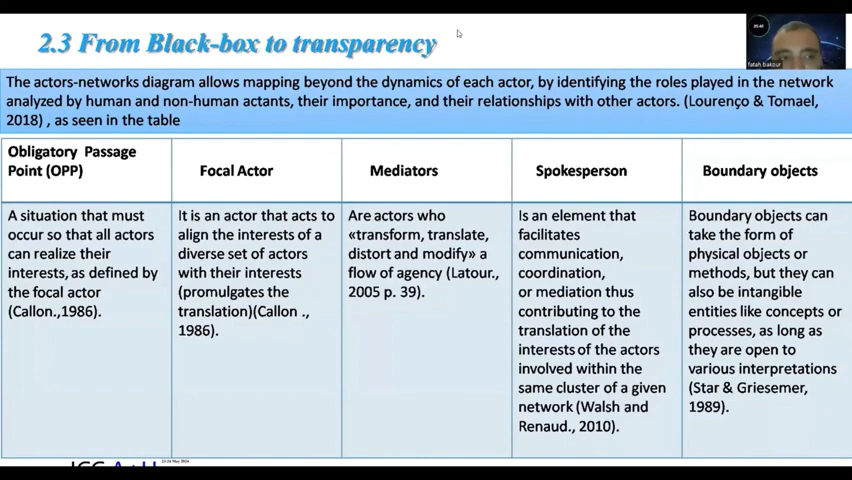 2.3 From Black-box to transparency
fatah bakour
The actors-networks diagram allows mapping beyond the dynamics of each actor, by identifying the roles played in the network
analyzed by human and non-human actants, their importance, and their relationships with other actors. (Lourenço & Tomael,
2018) , as seen in the table
Obligatory Passage
Point (OPP)
Focal Actor
Mediators
Spokesperson
Boundary objects
A situation that must
occur so that all actors
can realize their
interests, as defined by
the focal actor
(Callon.,1986).
It is an actor that acts to
align the interests of a
diverse set of actors
with their interests
(promulgates the
translation)(Callon .,
1986).
Are actors who
«transform, translate,
distort and modify» a
flow of agency (Latour.,
2005 p. 39).
Is an element that
facilitates
communication,
coordination,
or mediation thus
contributing to the
translation of the
interests of the actors
involved within the
same cluster of a given
network (Walsh and
Renaud., 2010).
Boundary objects can
take the form of
physical objects or
methods, but they can
also be intangible
entities like concepts or
processes, as long as
they are open to
various interpretations
(Star & Griesemer,
1989).
23-24 May 2024